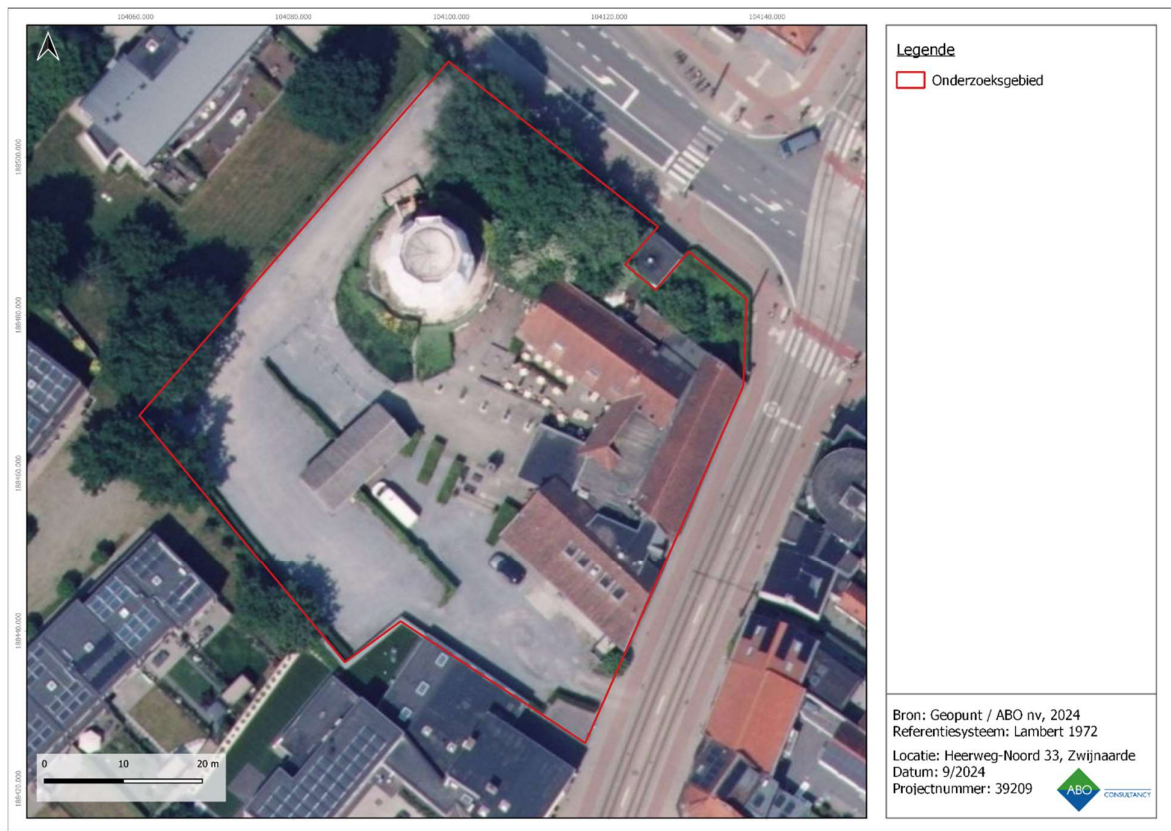 104060.000 104080.000 104100.000 104120.000 104140.000
188500.000
188480.000
188460.000
188440.000
188420.000
0 10 20 m
Legende
Onderzoeksgebied
Bron: Geopunt / ABO nv, 2024
Referentiesysteem: Lambert 1972
Locatie: Heerweg-Noord 33, Zwijnaarde
Datum: 9/2024
Projectnummer: 39209
ABO CONSULTANCY